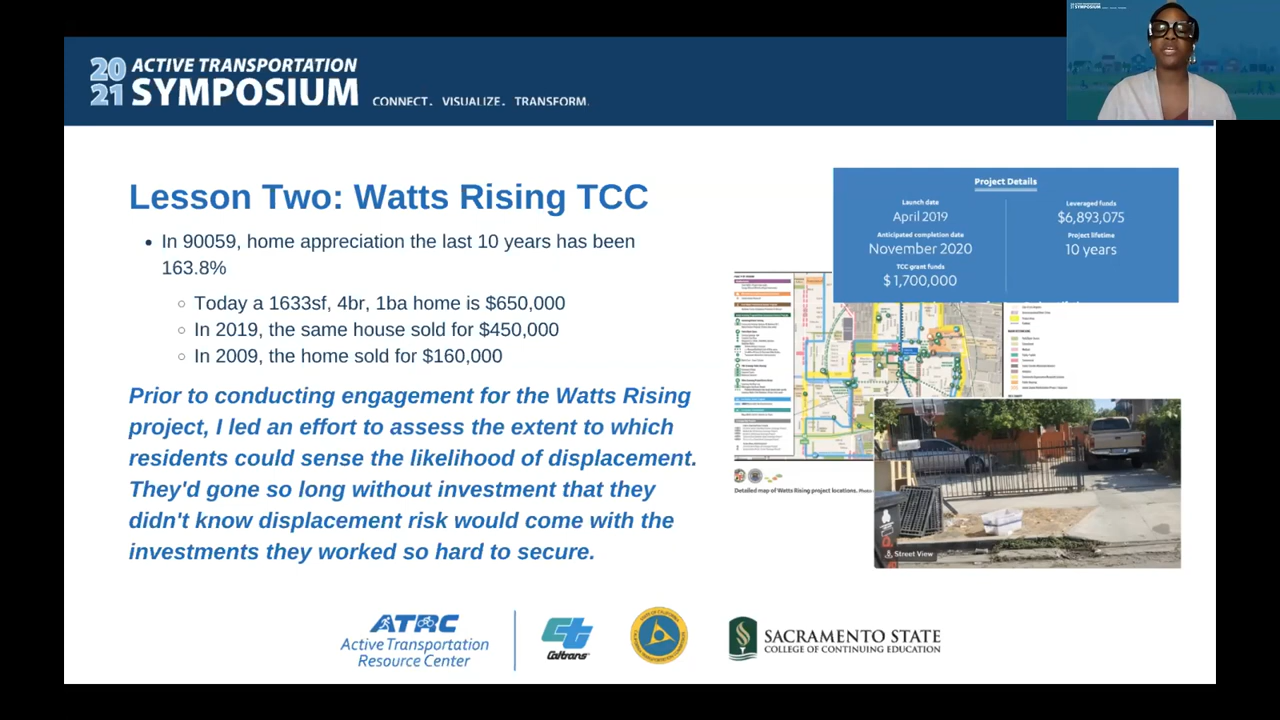 20 ACTIVE TRANSPORTATION
21 SYMPOSIUM CONNECT. VISUALIZE. TRANSFORM.
Lesson Two: Watts Rising TCC
• In 90059, home appreciation the last 10 years has been
163.8%
○ Today a 1633sf, 4br, 1ba home is $650,000
○ In 2019, the same house sold for $450,000
○ In 2009, the home sold for $160,000
Prior to conducting engagement for the Watts Rising
project, I led an effort to assess the extent to which
residents could sense the likelihood of displacement.
They'd gone so long without investment that they
didn't know displacement risk would come with the
investments they worked so hard to secure.
Project Details
Launch date
April 2019
Anticipated completion date
November 2020
TCC grant funds
$1,700,000
Leveraged funds
$6,893,075
Project lifetime
10 years
Detailed map of Watts Rising project locations. Photo
Street View
ATRC
Active Transportation
Resource Center
ct
Caltrans
SACRAMENTO STATE
COLLEGE OF CONTINUING EDUCATION